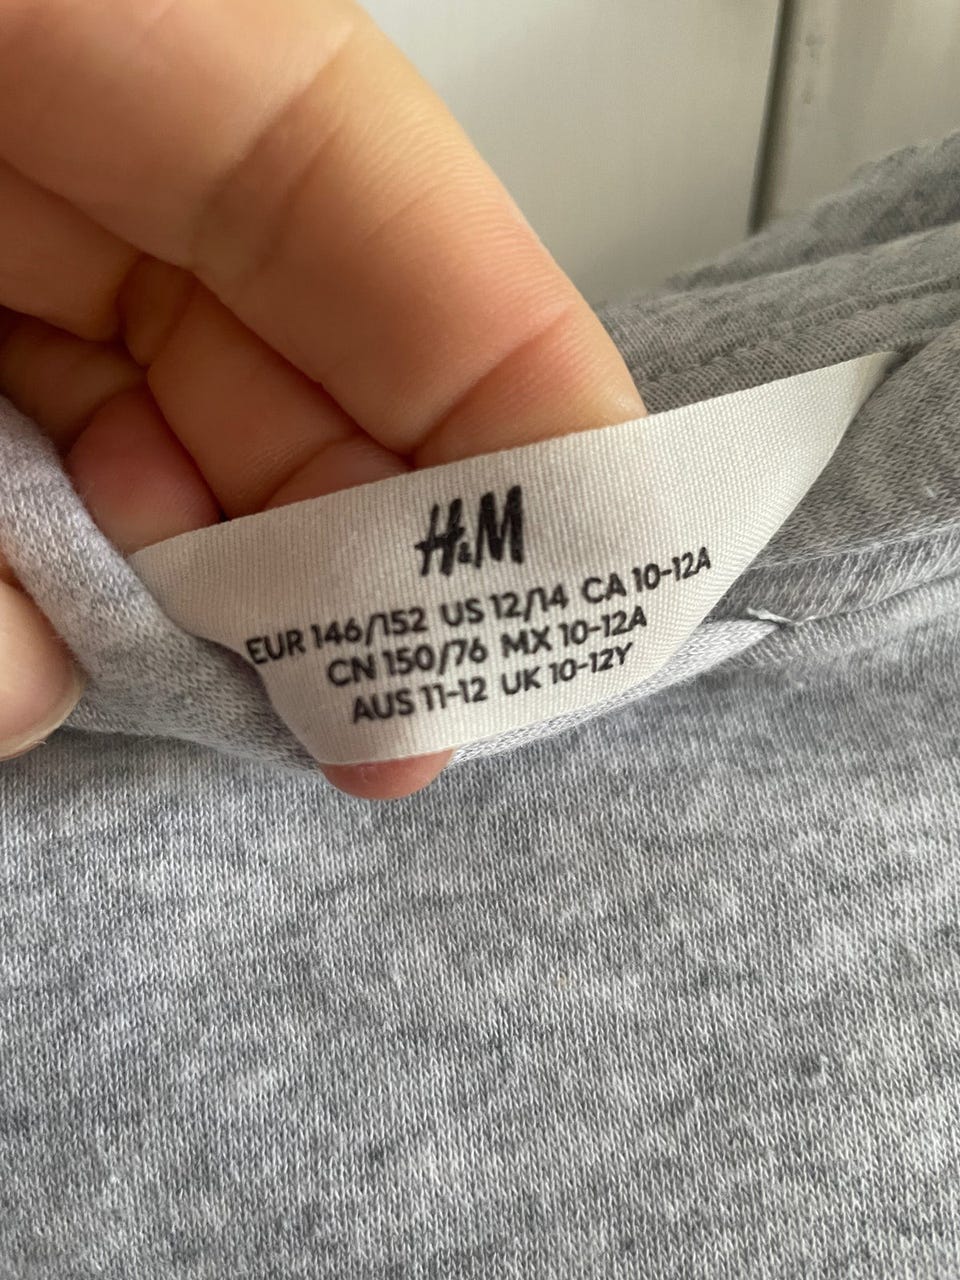 H&M
EUR 146/152 US 12/14 CA 10-12A
CN 150/76 MX 10-12A
AUS 11-12 UK 10-12Y